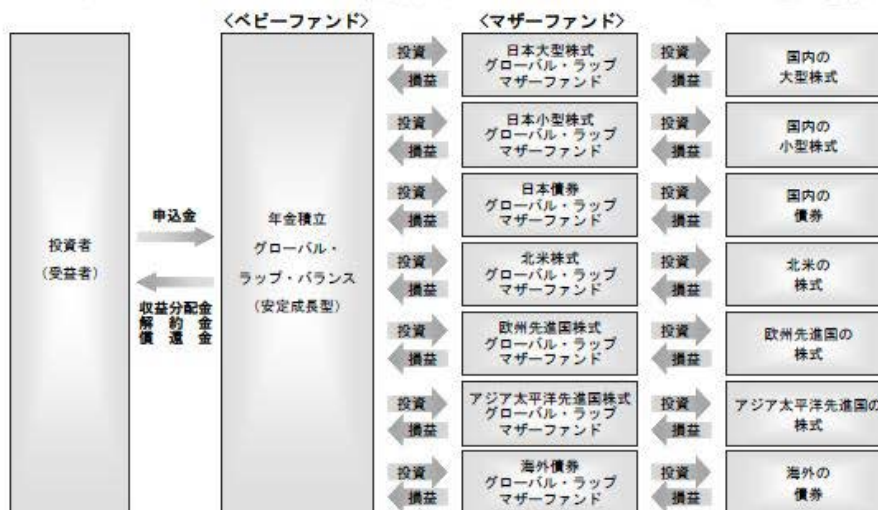 〈ベビーファンド〉
〈マザーファンド〉
投資者
(受益者)
申込金
収益分配金
解約金
償還金
年金積立
グローバル・
ラップ・バランス
(安定成長型)
投資
損益
日本大型株式
グローバル・ラップ
マザーファンド
投資
損益
国内の
大型株式
投資
損益
日本小型株式
グローバル・ラップ
マザーファンド
投資
損益
国内の
小型株式
投資
損益
日本債券
グローバル・ラップ
マザーファンド
投資
損益
国内の
債券
投資
損益
北米株式
グローバル・ラップ
マザーファンド
投資
損益
北米の
株式
投資
損益
欧州先進国株式
グローバル・ラップ
マザーファンド
投資
損益
欧州先進国の
株式
投資
損益
アジア太平洋先進国株式
グローバル・ラップ
マザーファンド
投資
損益
アジア太平洋先進国の
株式
投資
損益
海外債券
グローバル・ラップ
マザーファンド
投資
損益
海外の
債券